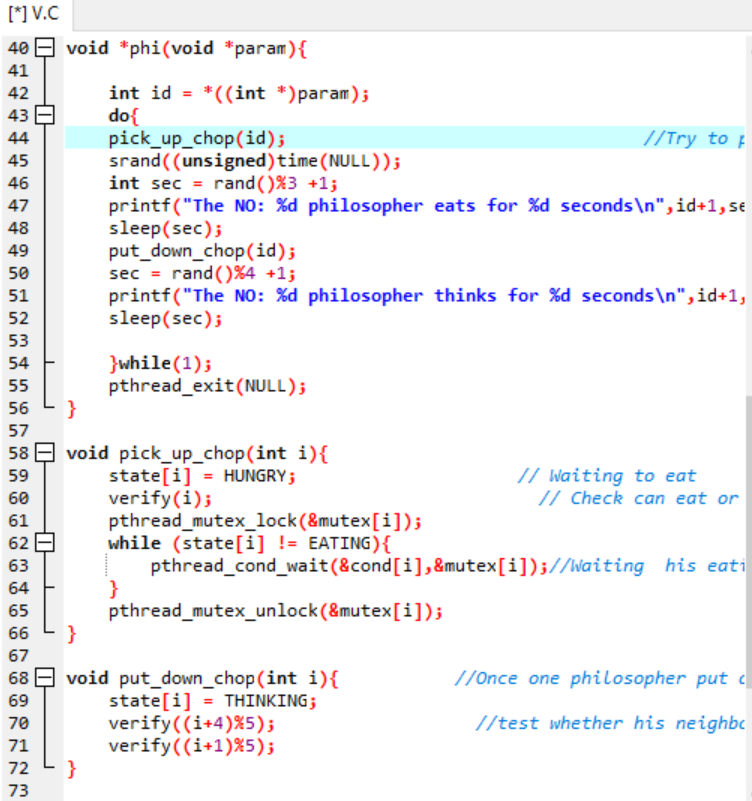 [*] V.C
40 void *phi(void *param){
41
42 int id = *((int *)param);
43 do{
44 pick_up_chop(id); //Try to
45 srand((unsigned)time(NULL));
46 int sec = rand()%3 +1;
47 printf("The NO: %d philosopher eats for %d seconds\n",id+1,se
48 sleep(sec);
49 put_down_chop(id);
50 sec = rand()%4 +1;
51 printf("The NO: %d philosopher thinks for %d seconds\n",id+1,
52 sleep(sec);
53
54 }while(1);
55 pthread_exit(NULL);
56 }
57
58 void pick_up_chop(int i){
59 state[i] = HUNGRY; // Waiting to eat
60 verify(i); // Check can eat or
61 pthread_mutex_lock(&mutex[i]);
62 while (state[i] != EATING){
63 pthread_cond_wait(&cond[i],&mutex[i]);//Waiting his eati
64 }
65 pthread_mutex_unlock(&mutex[i]);
66 }
67
68 void put_down_chop(int i){ //Once one philosopher put
69 state[i] = THINKING;
70 verify((i+4)%5); //test whether his neighbo
71 verify((i+1)%5);
72 }
73